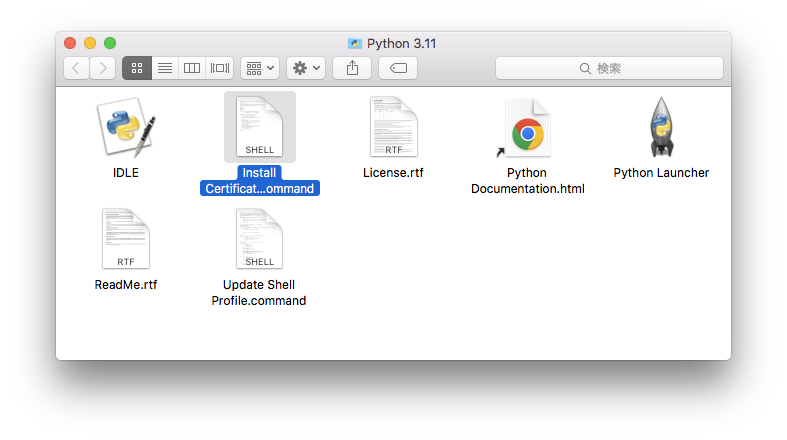 Python 3.11
検索
IDLE
SHELL
Install
Certificat...ommand
RTF
License.rtf
Python
Documentation.html
Python Launcher
RTF
ReadMe.rtf
SHELL
Update Shell
Profile.command